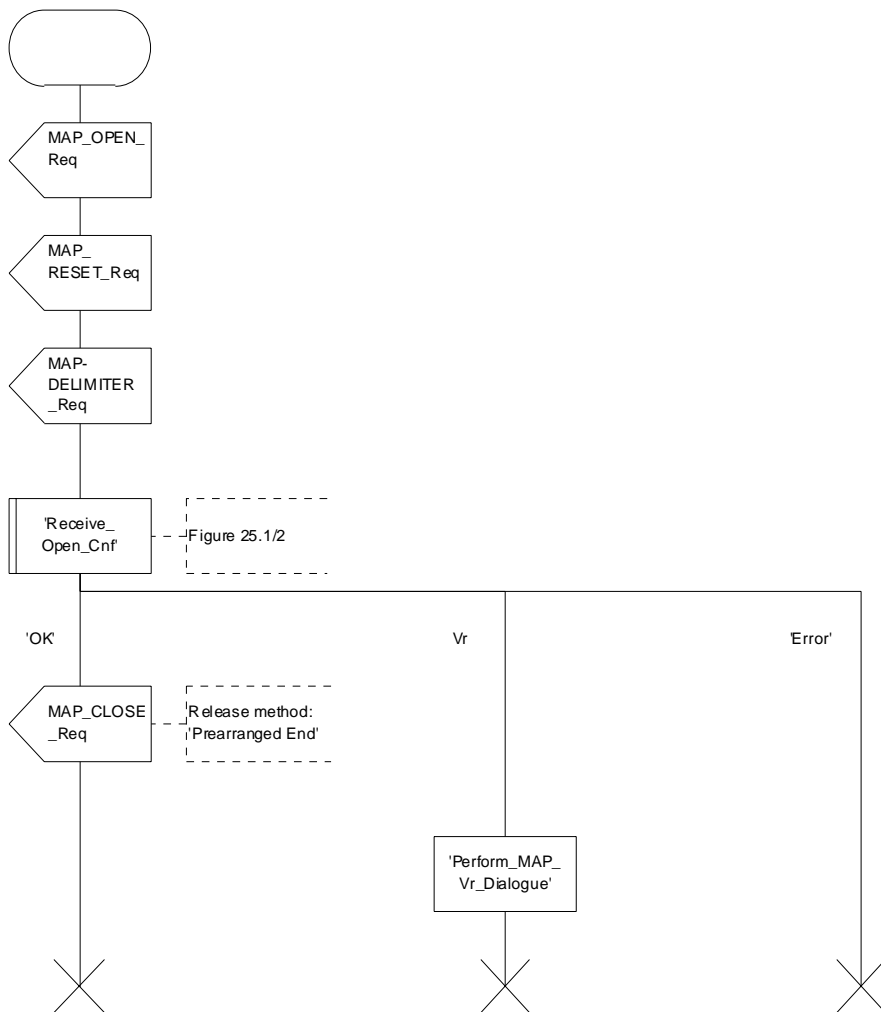 MAP_OPEN_
Req
MAP_
RESET_Req
MAP-
DELIMITER
_Req
'Receive_
Open_Cnf'
Figure 25.1/2
'OK'
Vr
'Error'
MAP_CLOSE
_Req
Release method:
'Prearranged End'
'Perform_MAP_
Vr_Dialogue'